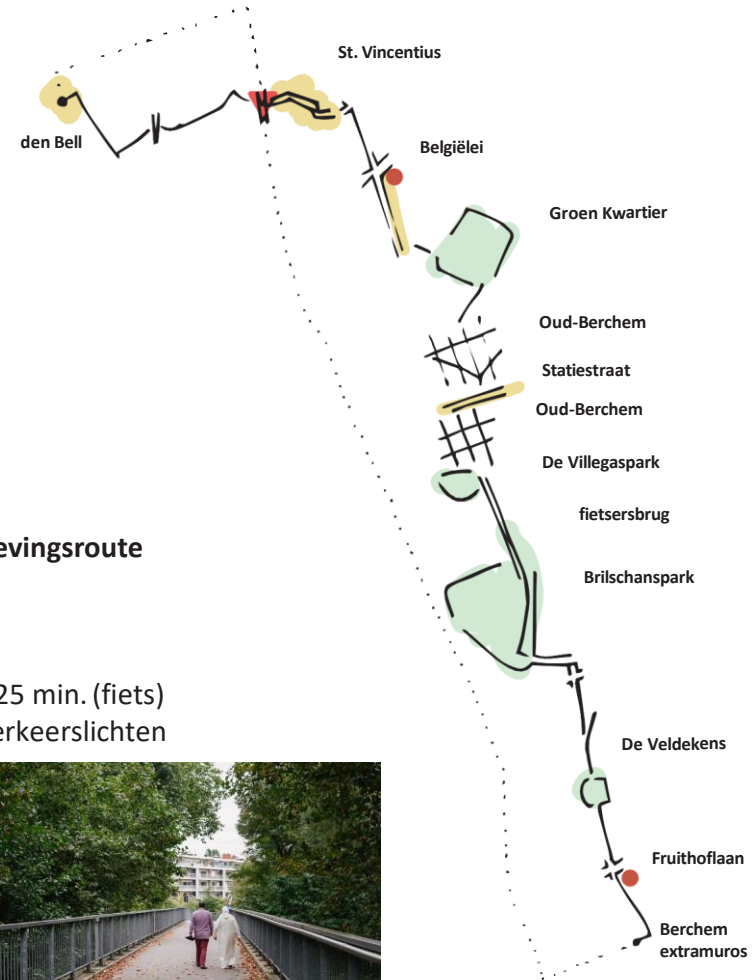 St. Vincentius
den Bell
Belgiëlei
Groen Kwartier
Oud-Berchem
Statiestraat
Oud-Berchem
De Villegaspark
fietsersbrug
evingsroute
Brilschanspark
25 min. (fiets)
erkeerslichten
De Veldekens
Fruithoflaan
Berchem
extramuros